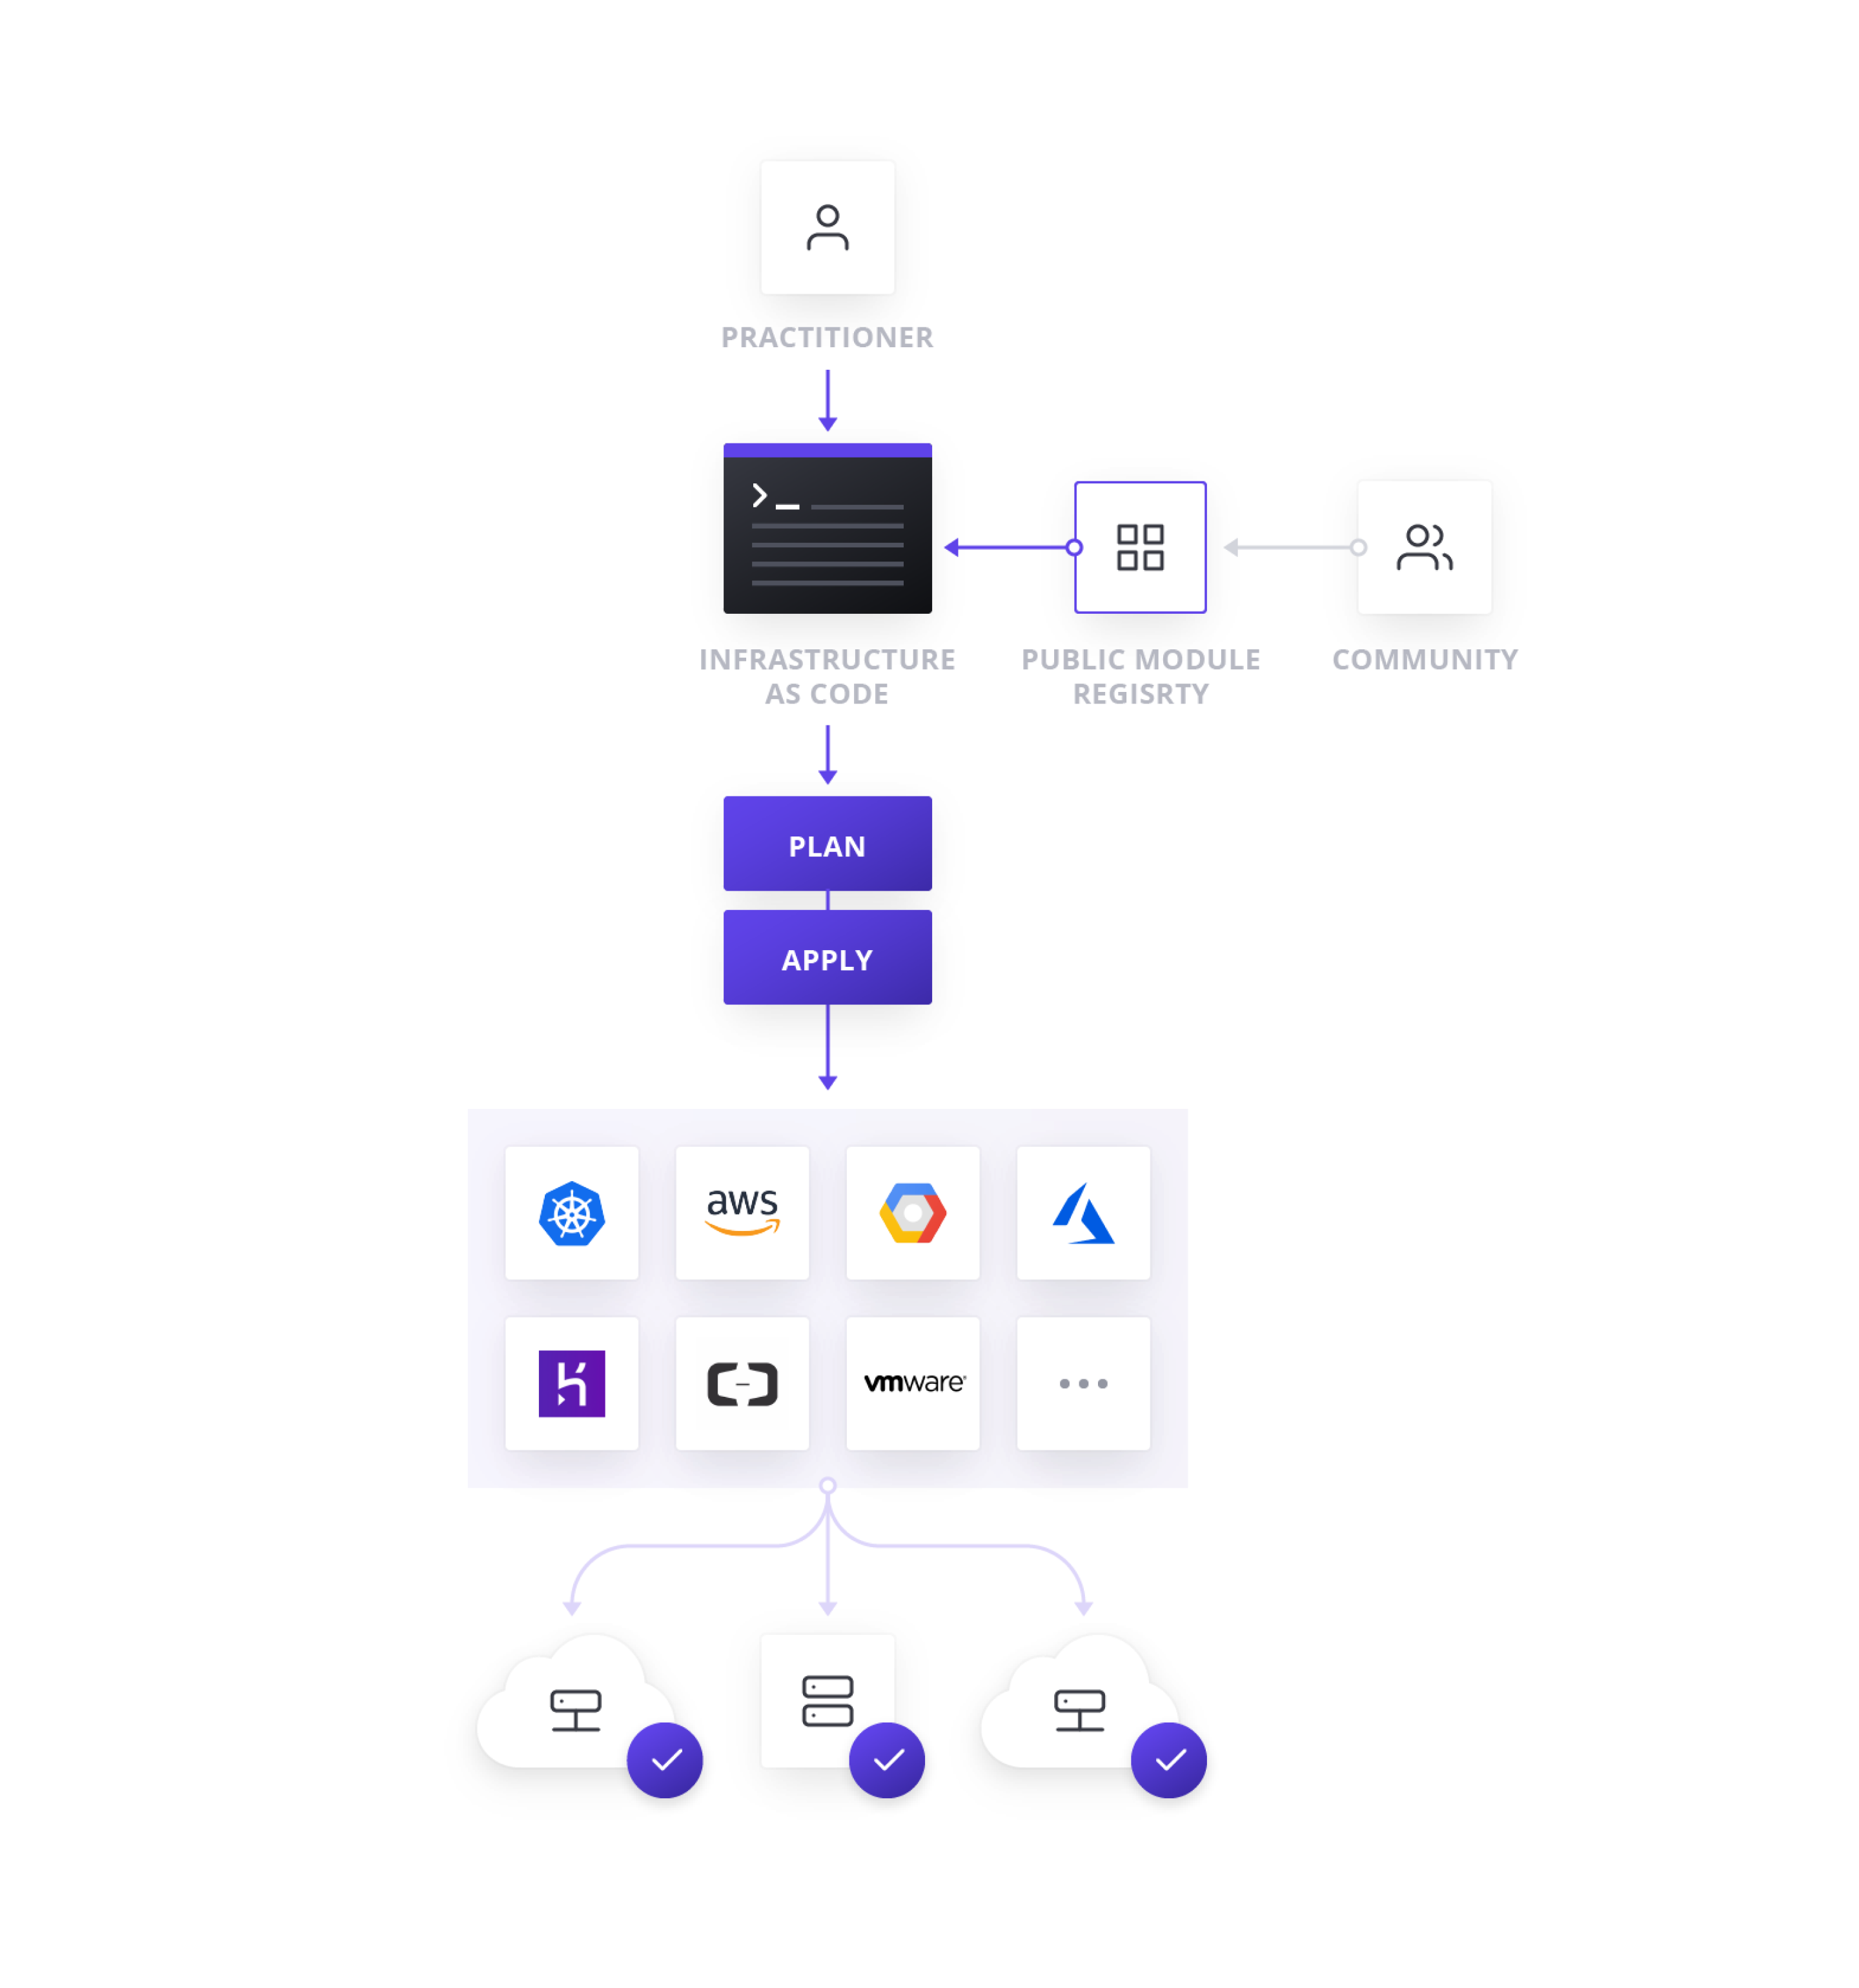 PRACTITIONER
INFRASTRUCTURE
AS CODE
PUBLIC MODULE
REGISRTY
COMMUNITY
PLAN
APPLY
aws
vmware®